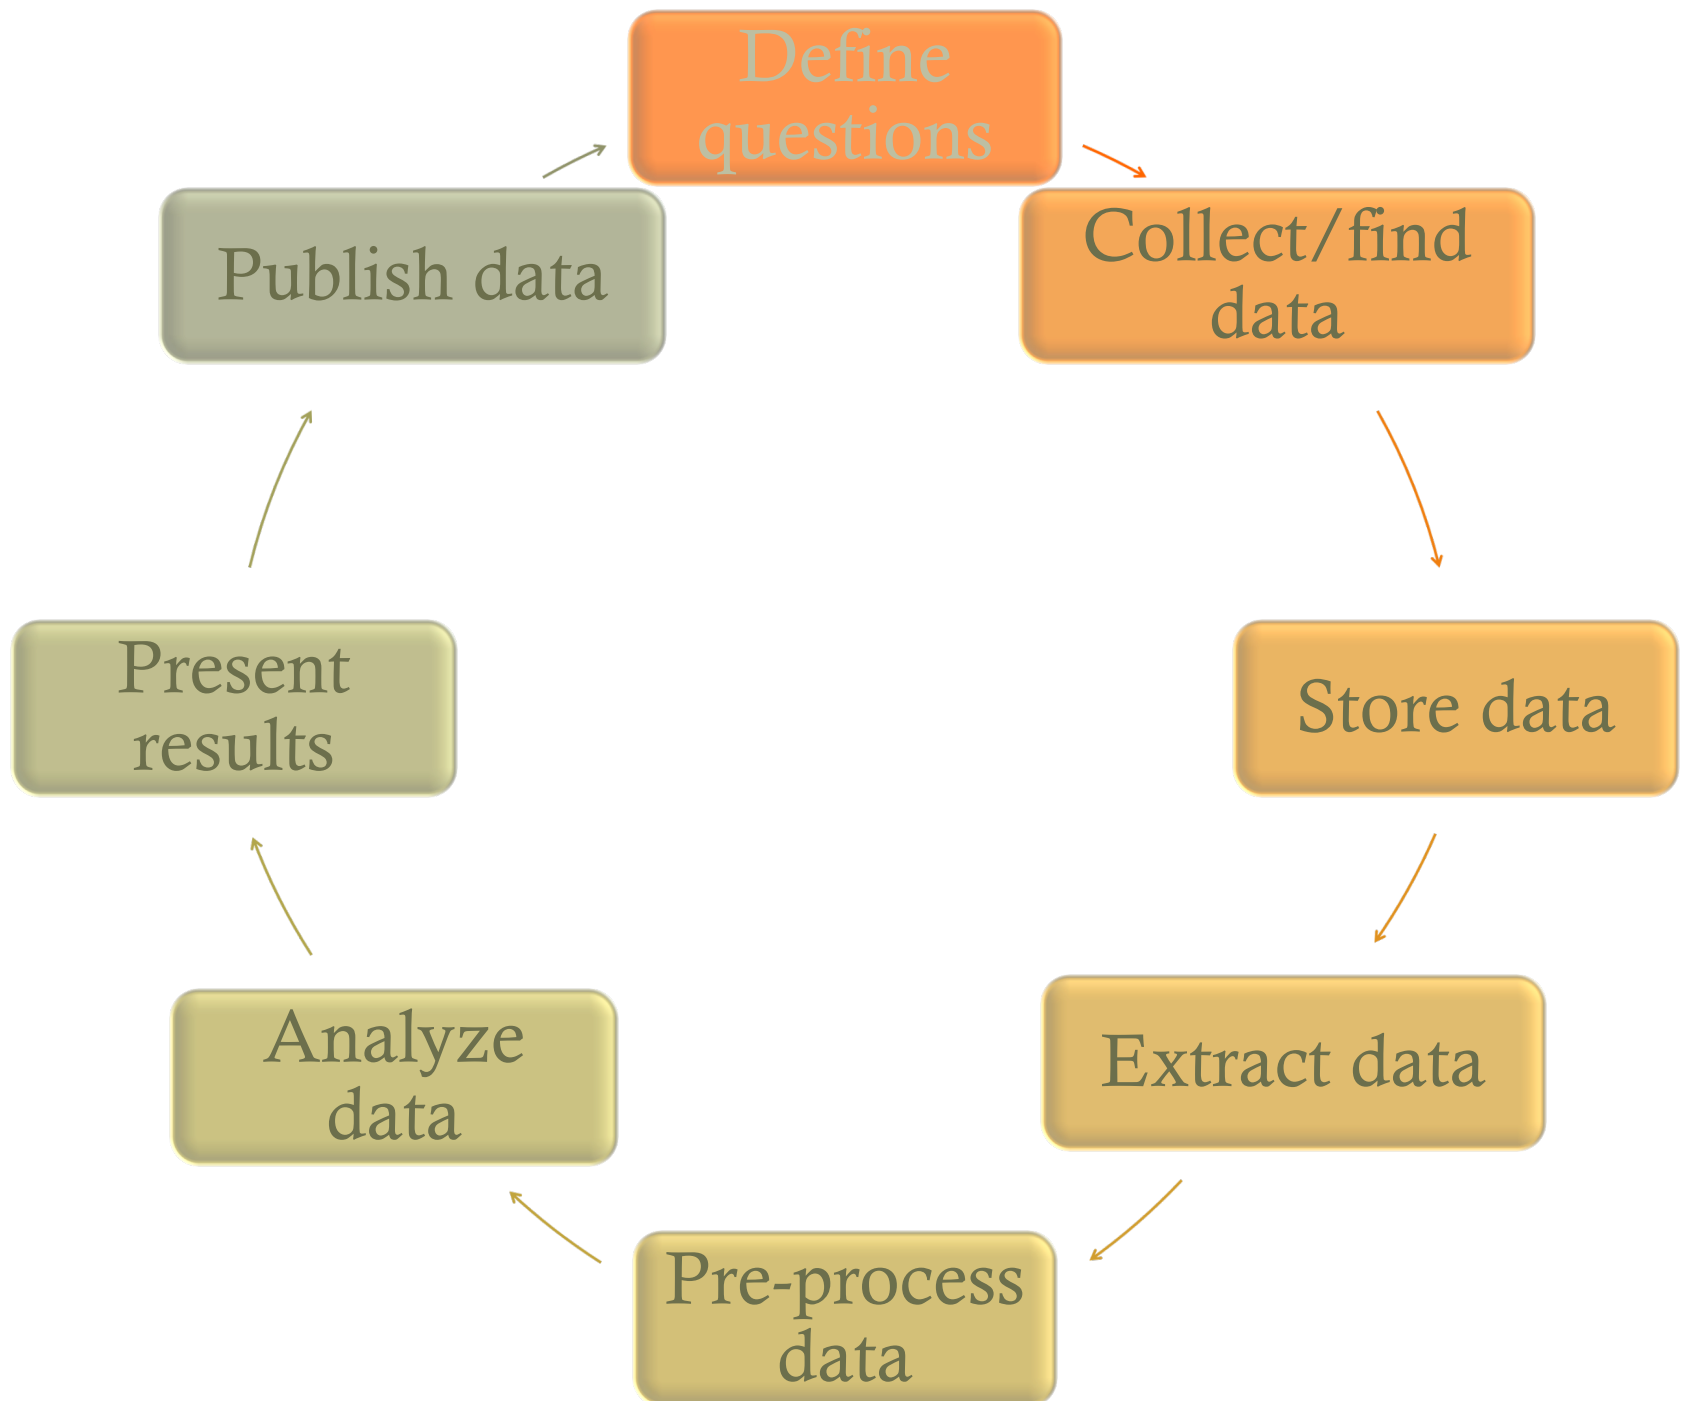 Define
questions
Collect/find
data
Store data
Extract data
Pre-process
data
Analyze
data
Present
results
Publish data